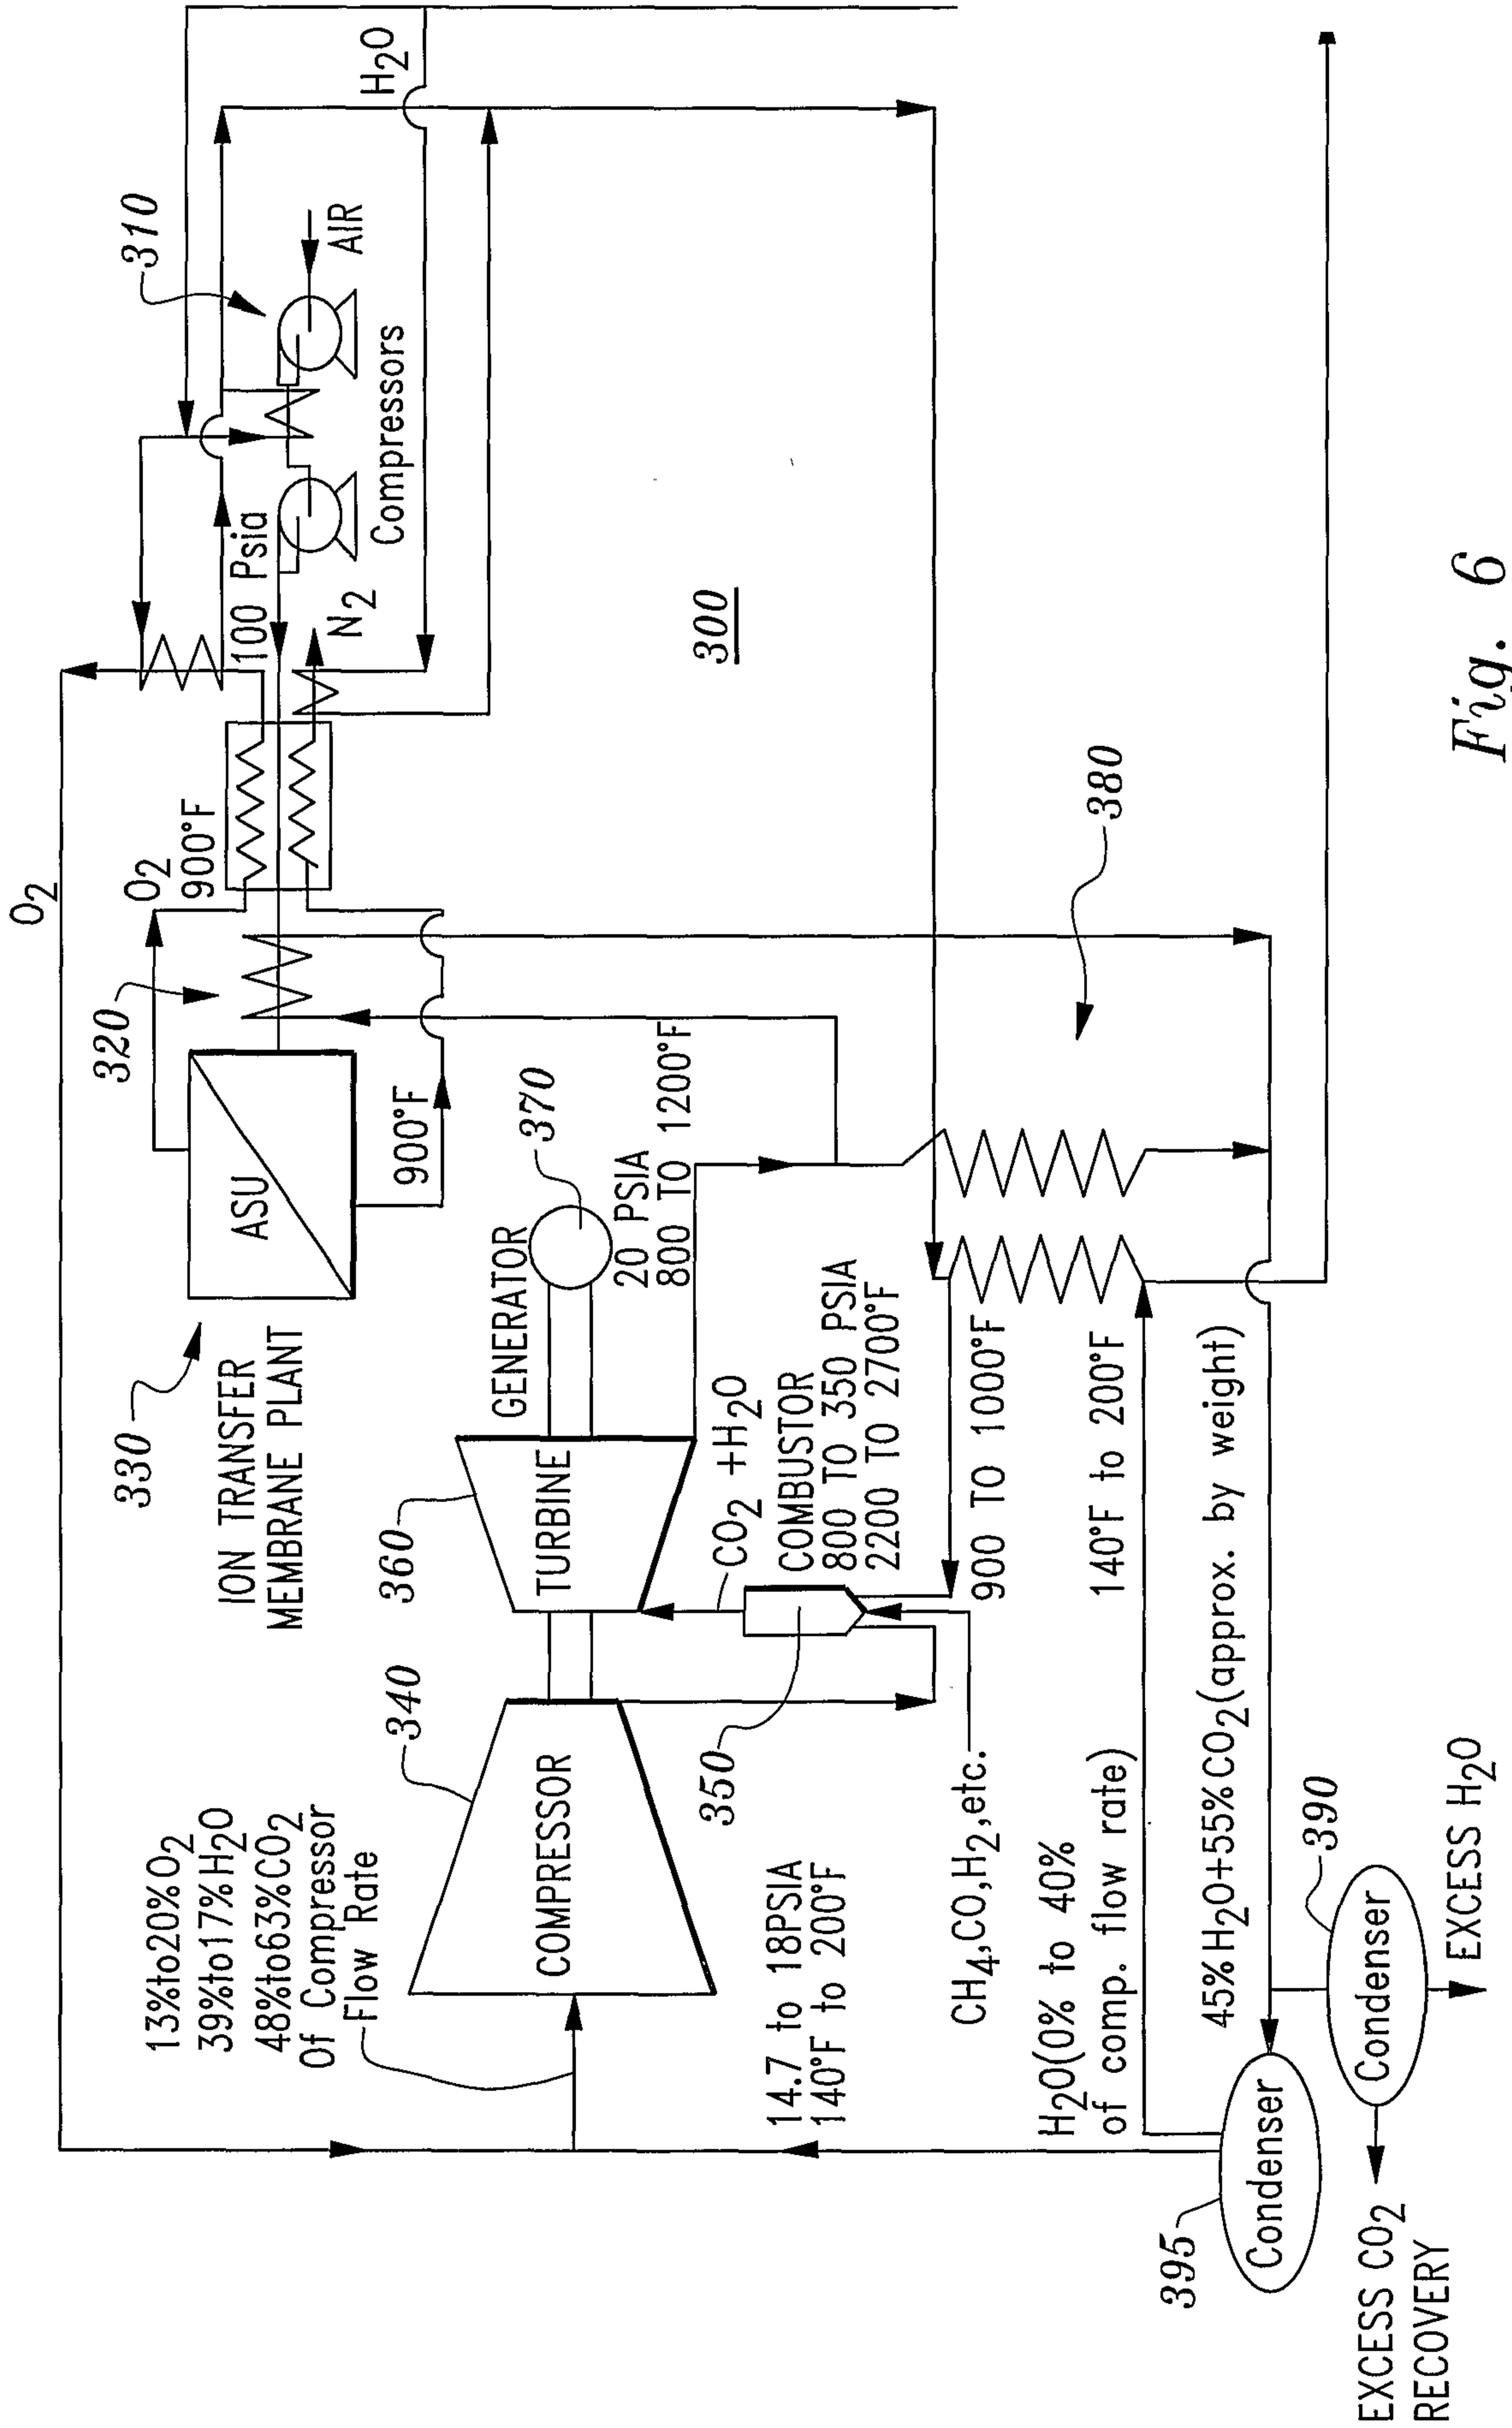 O2
O2
900°F
H2O
310
AIR
100 Psia
Compressors
N2
320
ASU
900°F
330
ION TRANSFER
MEMBRANE PLANT
300
13%to20%O2
39%to17%H2O
48%to63%CO2
Of Compressor
Flow Rate
340
COMPRESSOR
360
TURBINE
GENERATOR
370
20 PSIA
800 TO 1200°F
380
CO2 +H2O
COMBUSTOR
800 TO 350 PSIA
2200 TO 2700°F
350
14.7 to 18PSIA
140°F to 200°F
CH4,CO,H2,etc.
900 TO 1000°F
H2O(0% to 40%
of comp. flow rate)
140°F to 200°F
45%H2O+55%CO2(approx. by weight)
395
Condenser
390
Condenser
EXCESS CO2
RECOVERY
EXCESS H2O
Fig. 6